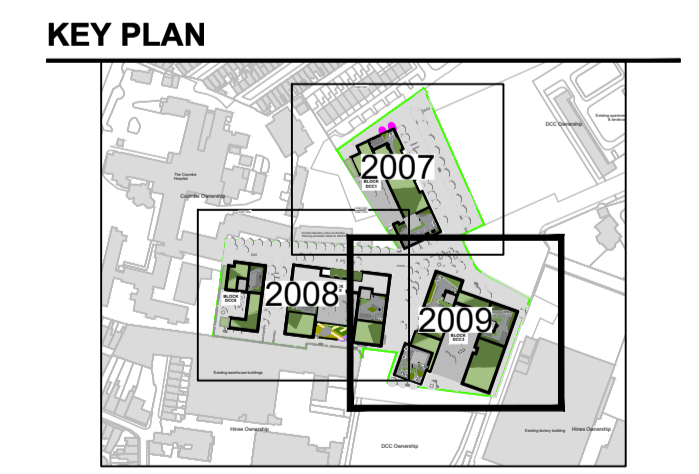 KEY PLAN
DCC Ownership
2007
BLOCK
DCC1
The Coombe
Hospital
Coombe Ownership
2008
BLOCK
2009
BLOCK
DCC3
Existing warehouse buildings
Hines Ownership
Existing factory building
Hines Ownership
DCC Ownership